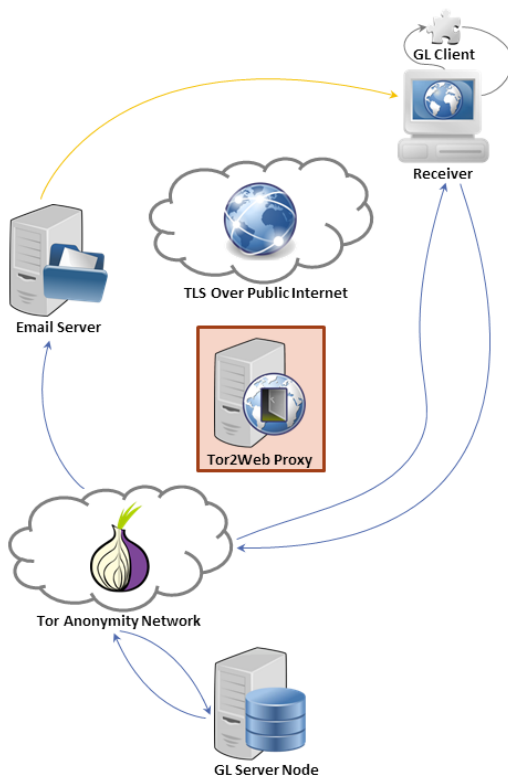 GL Client
Receiver
TLS Over Public Internet
Email Server
Tor2Web Proxy
Tor Anonymity Network
GL Server Node